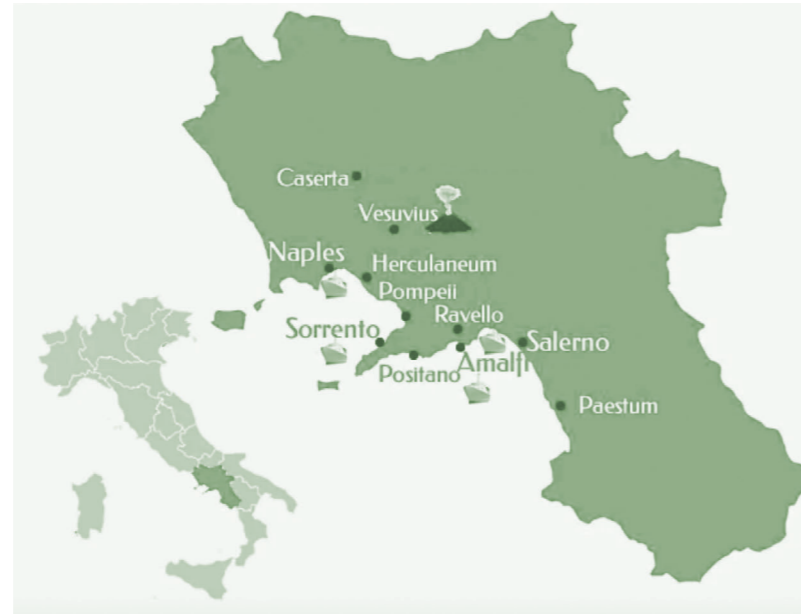 Caserta
Vesuvius
Naples
Herculaneum
Pompeii
Ravello
Sorrento
Salerno
Amalfi
Positano
Paestum